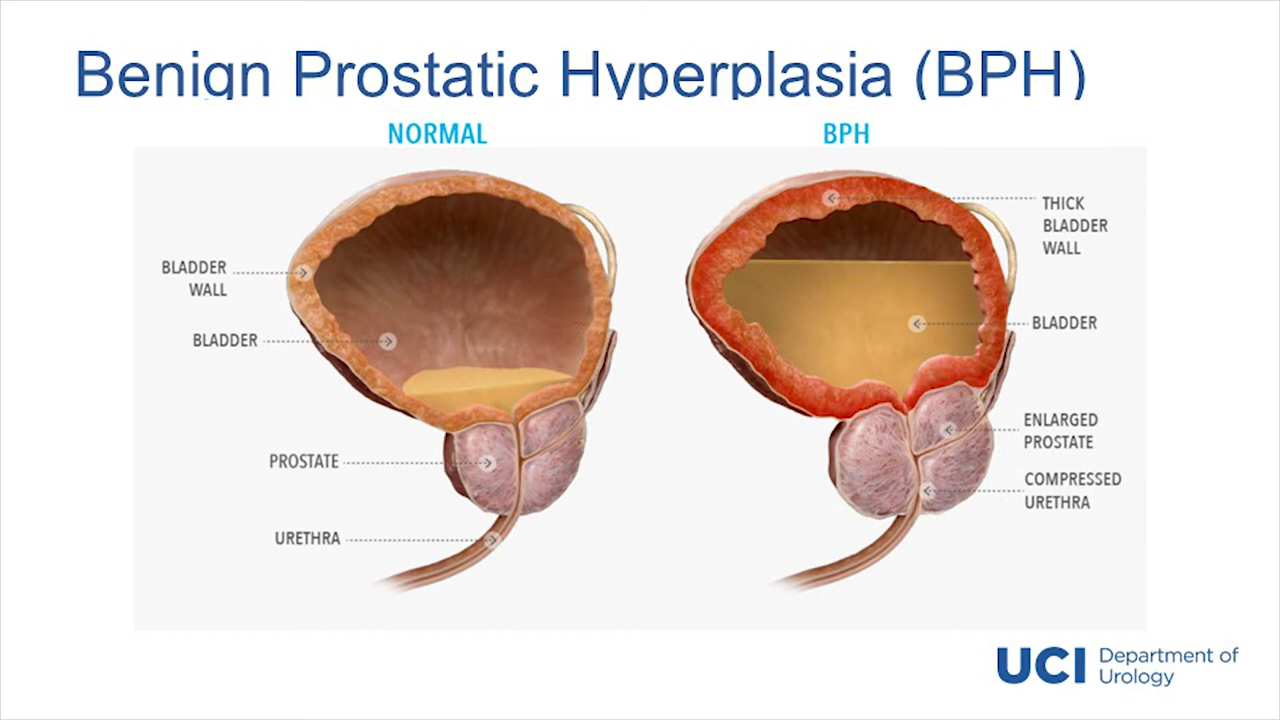 Benign Prostatic Hyperplasia (BPH)
NORMAL
BLADDER
WALL
BLADDER
PROSTATE
URETHRA
BPH
THICK
BLADDER
WALL
BLADDER
ENLARGED
PROSTATE
COMPRESSED
URETHRA
UCI
Department of
Urology